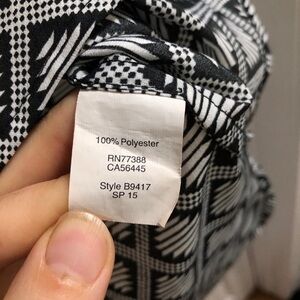 100% Polyester
RN77388
CA56445
Style B9417
SP 15